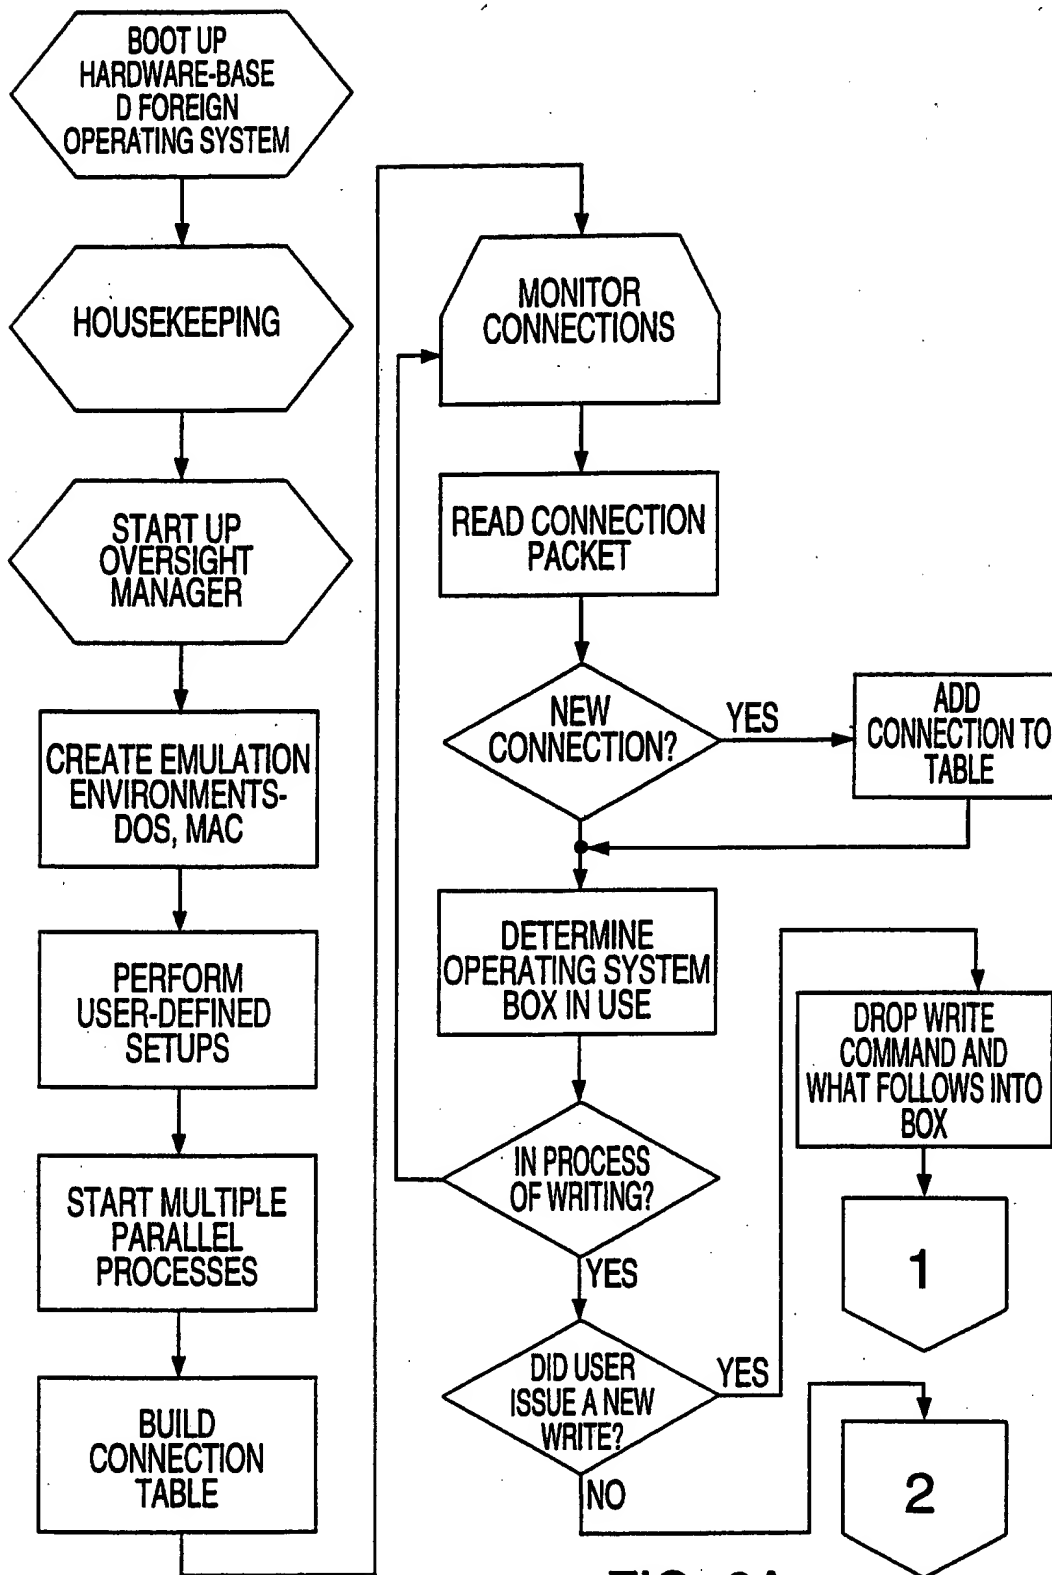 BOOT UP
HARDWARE-BASE
D FOREIGN
OPERATING SYSTEM
HOUSEKEEPING
START UP
OVERSIGHT
MANAGER
CREATE EMULATION
ENVIRONMENTS-
DOS, MAC
PERFORM
USER-DEFINED
SETUPS
START MULTIPLE
PARALLEL
PROCESSES
BUILD
CONNECTION
TABLE
MONITOR
CONNECTIONS
READ CONNECTION
PACKET
NEW
CONNECTION?
YES
ADD
CONNECTION TO
TABLE
DETERMINE
OPERATING SYSTEM
BOX IN USE
IN PROCESS
OF WRITING?
YES
DID USER
ISSUE A NEW
WRITE?
YES
NO
DROP WRITE
COMMAND AND
WHAT FOLLOWS INTO
BOX
1
2